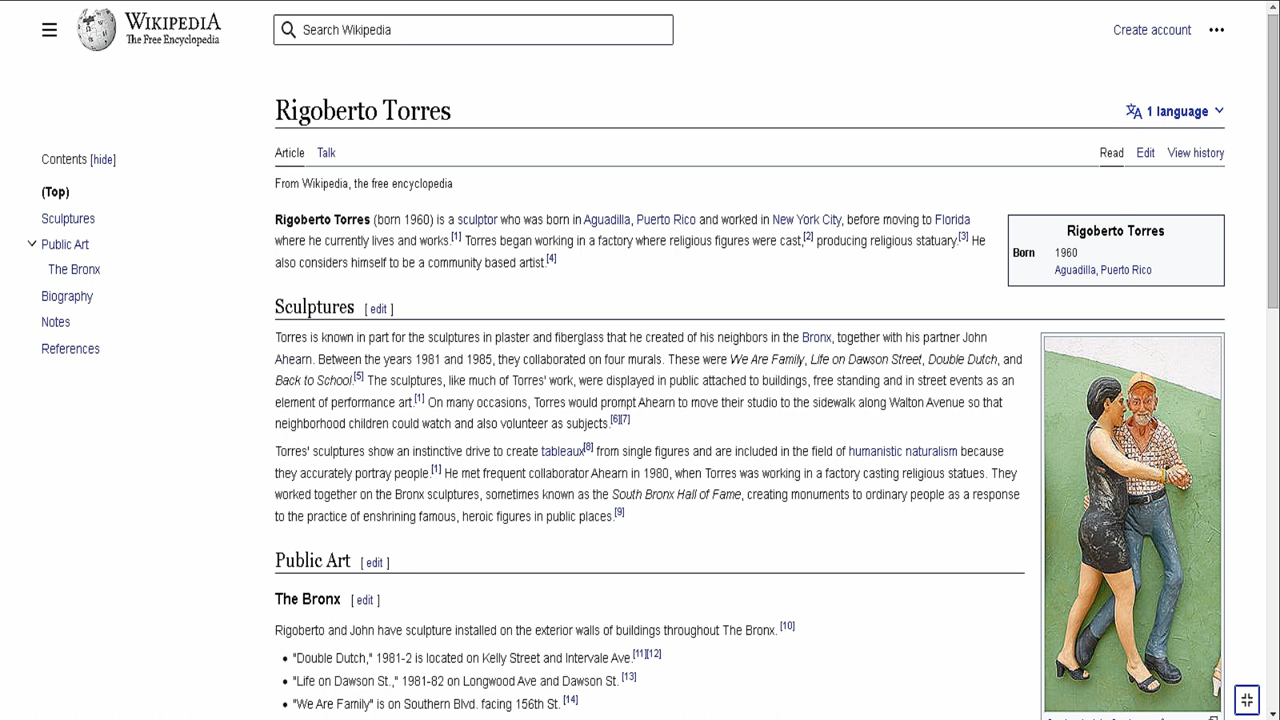 WIKIPEDIA
The Free Encyclopedia
Search Wikipedia
Create account
Rigoberto Torres
1 language
Article Talk
Read Edit View history
From Wikipedia, the free encyclopedia
Contents [hide]
(Top)
Sculptures
Public Art
The Bronx
Biography
Notes
References
Rigoberto Torres (born 1960) is a sculptor who was born in Aguadilla, Puerto Rico and worked in New York City, before moving to Florida
where he currently lives and works.[1] Torres began working in a factory where religious figures were cast,[2] producing religious statuary.[3] He
also considers himself to be a community based artist.[4]
Rigoberto Torres
Born 1960
Aguadilla, Puerto Rico
Sculptures [ edit ]
Torres is known in part for the sculptures in plaster and fiberglass that he created of his neighbors in the Bronx, together with his partner John
Ahearn. Between the years 1981 and 1985, they collaborated on four murals. These were We Are Family, Life on Dawson Street, Double Dutch, and
Back to School.[5] The sculptures, like much of Torres' work, were displayed in public attached to buildings, free standing and in street events as an
element of performance art.[1] On many occasions, Torres would prompt Ahearn to move their studio to the sidewalk along Walton Avenue so that
neighborhood children could watch and also volunteer as subjects.[6][7]
Torres' sculptures show an instinctive drive to create tableaux[8] from single figures and are included in the field of humanistic naturalism because
they accurately portray people.[1] He met frequent collaborator Ahearn in 1980, when Torres was working in a factory casting religious statues. They
worked together on the Bronx sculptures, sometimes known as the South Bronx Hall of Fame, creating monuments to ordinary people as a response
to the practice of enshrining famous, heroic figures in public places.[9]
Public Art [ edit ]
The Bronx [ edit ]
Rigoberto and John have sculpture installed on the exterior walls of buildings throughout The Bronx. [10]
• "Double Dutch," 1981-2 is located on Kelly Street and Intervale Ave.[11][12]
• "Life on Dawson St.," 1981-82 on Longwood Ave and Dawson St. [13]
• "We Are Family" is on Southern Blvd. facing 156th St. [14]